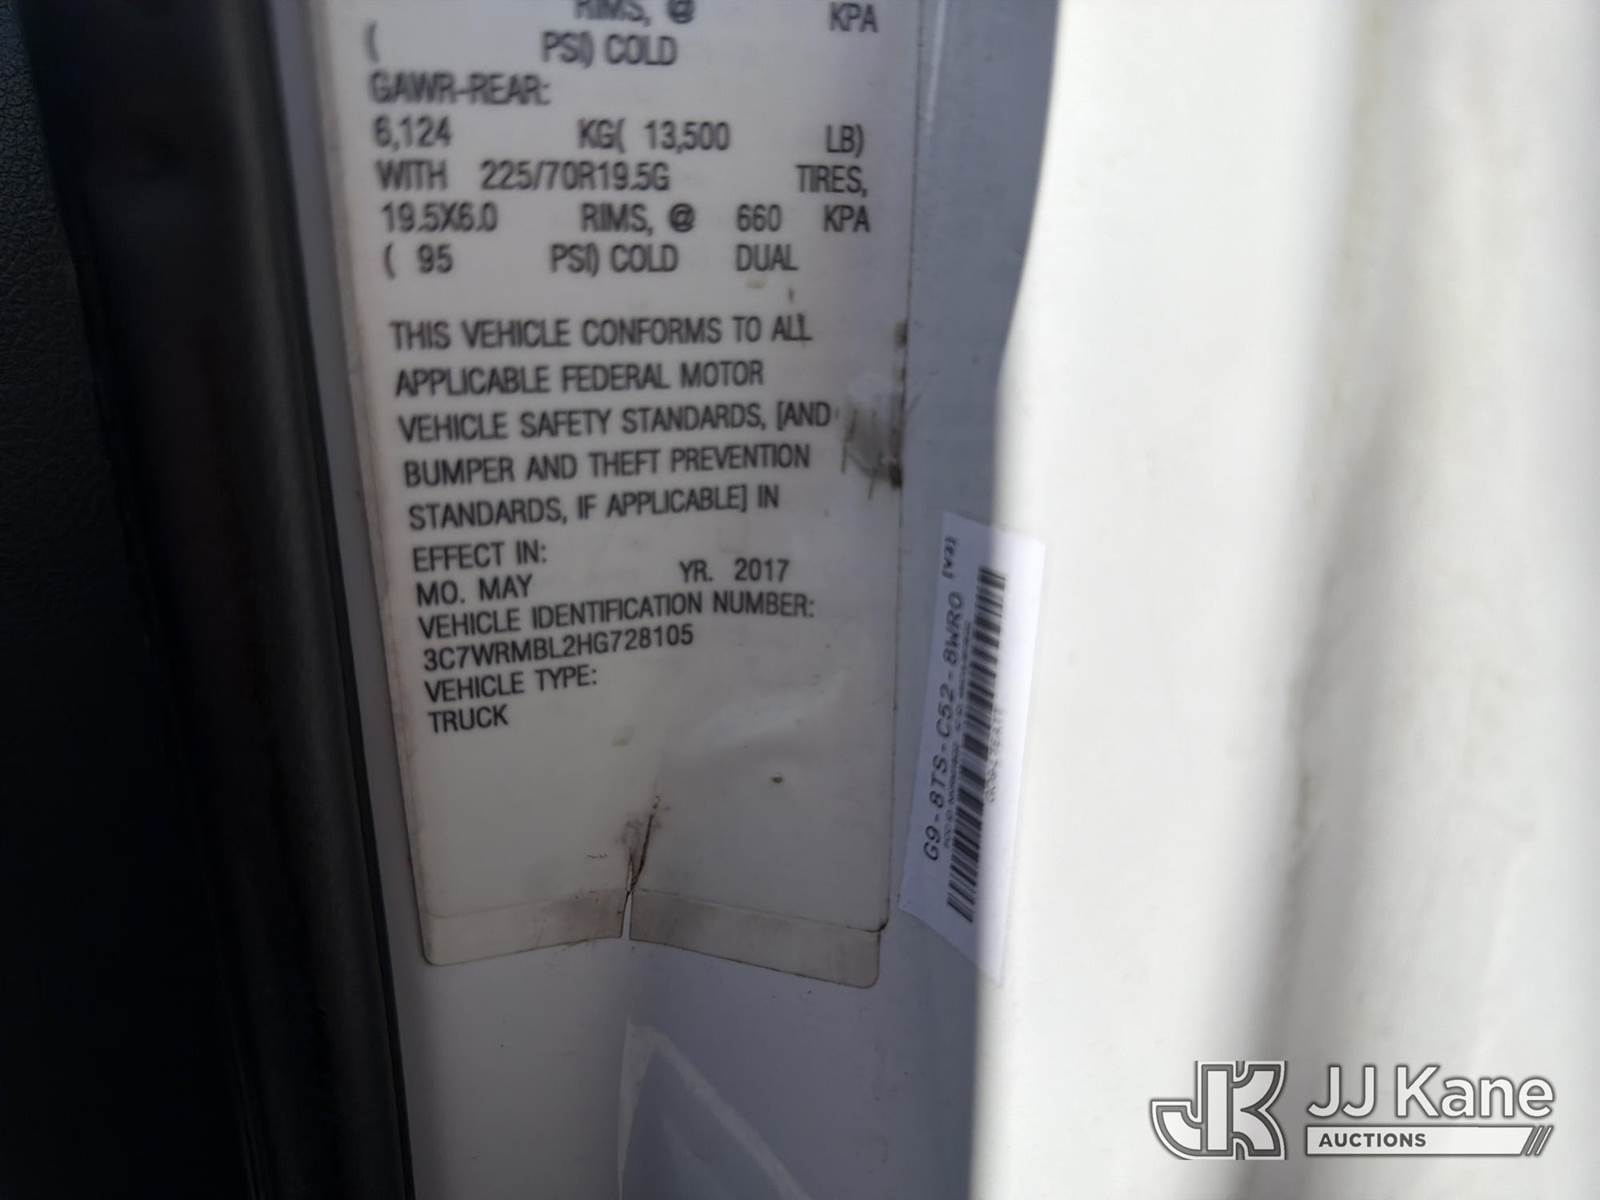 RIMS, @ KPA
( PSI) COLD
GAWR-REAR:
6,124 KG( 13,500 LB)
WITH 225/70R19.5G TIRES,
19.5X6.0 RIMS, @ 660 KPA
( 95 PSI) COLD DUAL
THIS VEHICLE CONFORMS TO ALL
APPLICABLE FEDERAL MOTOR
VEHICLE SAFETY STANDARDS, [AND
BUMPER AND THEFT PREVENTION
STANDARDS, IF APPLICABLE] IN
EFFECT IN:
MO. MAY YR. 2017
VEHICLE IDENTIFICATION NUMBER:
3C7WRMBL2HG728105
VEHICLE TYPE:
TRUCK
G9-8TS-C52-8WRO (V3)
JJ Kane
AUCTIONS